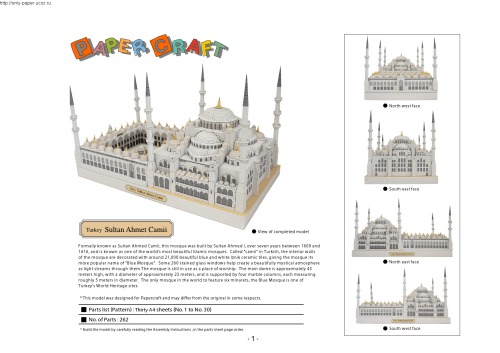 http://only-paper.ucoz.ru
PAPER CRAFT
North west face
South east face
North east face
South west face
View of completed model
Turkey Sultan Ahmet Camii
Formally known as Sultan Ahmed Camii, this mosque was built by Sultan Ahmed I, over seven years between 1609 and
1616, and is known as one of the world's most beautiful Islamic mosques. Called "cami" in Turkish, the interior walls
of the mosque are decorated with around 21,000 beautiful blue and white Iznik ceramic tiles, giving the mosque its
more popular name of "Blue Mosque". Some 260 stained glass windows help create a beautifully mystical atmosphere
as light streams through them.The mosque is still in use as a place of worship. The main dome is approximately 43
meters high, with a diameter of approximately 23 meters, and is supported by four marble columns, each measuring
roughly 5 meters in diameter. The only mosque in the world to feature six minarets, the Blue Mosque is one of
Turkey's World Heritage sites.
* This model was designed for Papercraft and may differ from the original in some respects.
Parts list (Pattern) : Thirty A4 sheets (No. 1 to No. 30)
No. of Parts : 262
* Build the model by carefully reading the Assembly Instructions ,in the parts sheet page order.
- 1 -